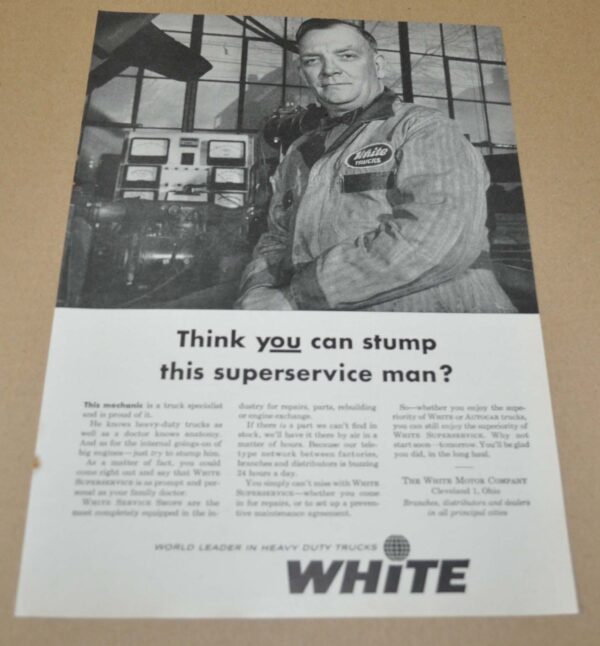 White
TRUCKS
Think you can stump
this superservice man?
This mechanic is a truck specialist
and is proud of it.
He knows heavy-duty trucks as
well as a doctor knows anatomy.
And as for the internal goings-on of
big engines—just try to stump him.
As a matter of fact, you could
come right out and say that WHITE
SUPERSERVICE is as prompt and per-
sonal as your family doctor.
WHITE SERVICE SHOPS are the
most completely equipped in the in-
dustry for repairs, parts, rebuilding
or engine exchange.
If there is a part we can't find in
stock, we'll have it there by air in a
matter of hours. Because our tele-
type network between factories,
branches and distributors is buzzing
24 hours a day.
You simply can't miss with WHITE
SUPERSERVICE—whether you come
in for repairs, or to set up a preven-
tive maintenance agreement.
So—whether you enjoy the supe-
riority of WHITE or AUTOCAR trucks,
you can still enjoy the superiority of
WHITE SUPERSERVICE. Why not
start soon—tomorrow. You'll be glad
you did, in the long haul.
THE WHITE MOTOR COMPANY
Cleveland 1, Ohio
Branches, distributors and dealers
in all principal cities
WORLD LEADER IN HEAVY DUTY TRUCKS
WHITE